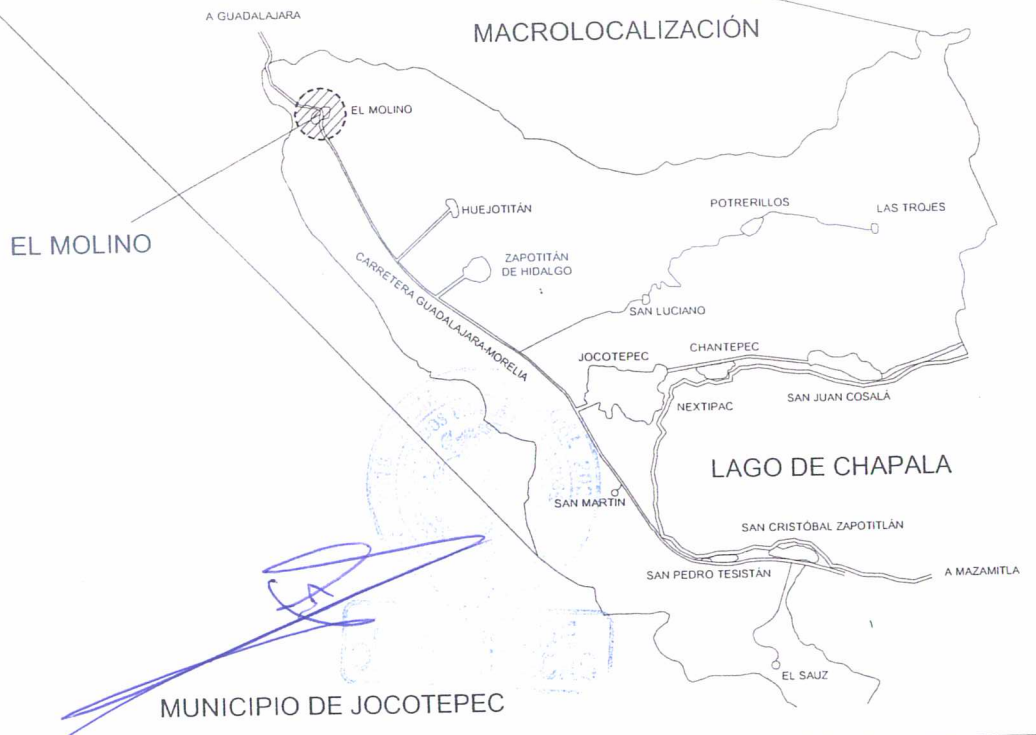 A GUADALAJARA
MACROLOCALIZACIÓN
EL MOLINO
EL MOLINO
HUEJOTITÁN
POTRERILLOS
LAS TROJES
ZAPOTITÁN
DE HIDALGO
CARRETERA GUADALAJARA-MORELIA
SAN LUCIANO
JOCOTEPEC
CHANTEPEC
NEXTIPAC
SAN JUAN COSALÁ
LAGO DE CHAPALA
SAN MARTIN
SAN CRISTÓBAL ZAPOTITLÁN
SAN PEDRO TESISTÁN
A MAZAMITLA
EL SAUZ
MUNICIPIO DE JOCOTEPEC